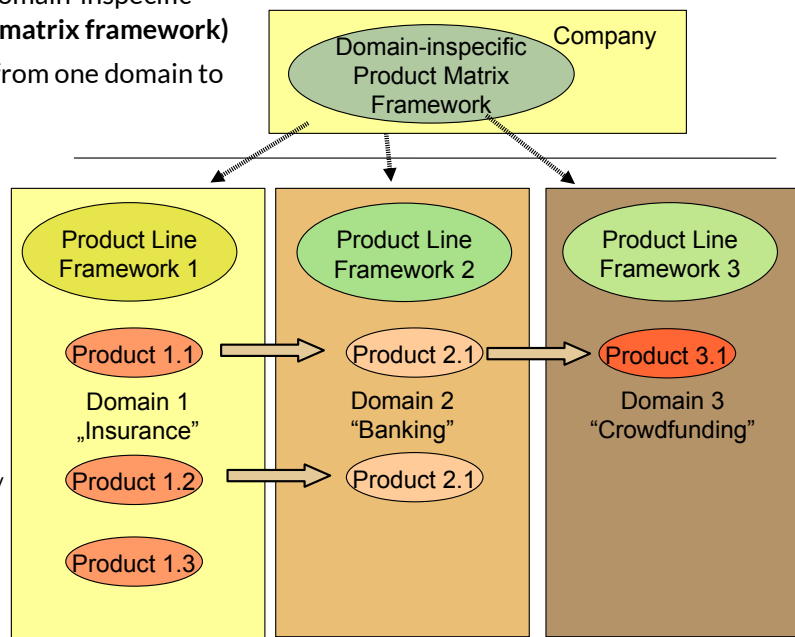 omain-inspecific
matrix framework)
from one domain to
Domain-inspecific
Product Matrix
Framework
Company
Product Line
Framework 1
Product Line
Framework 2
Product Line
Framework 3
Product 1.1
Product 2.1
Product 3.1
Domain 1
„Insurance”
Domain 2
“Banking”
Domain 3
“Crowdfunding”
Product 1.2
Product 2.1
Product 1.3